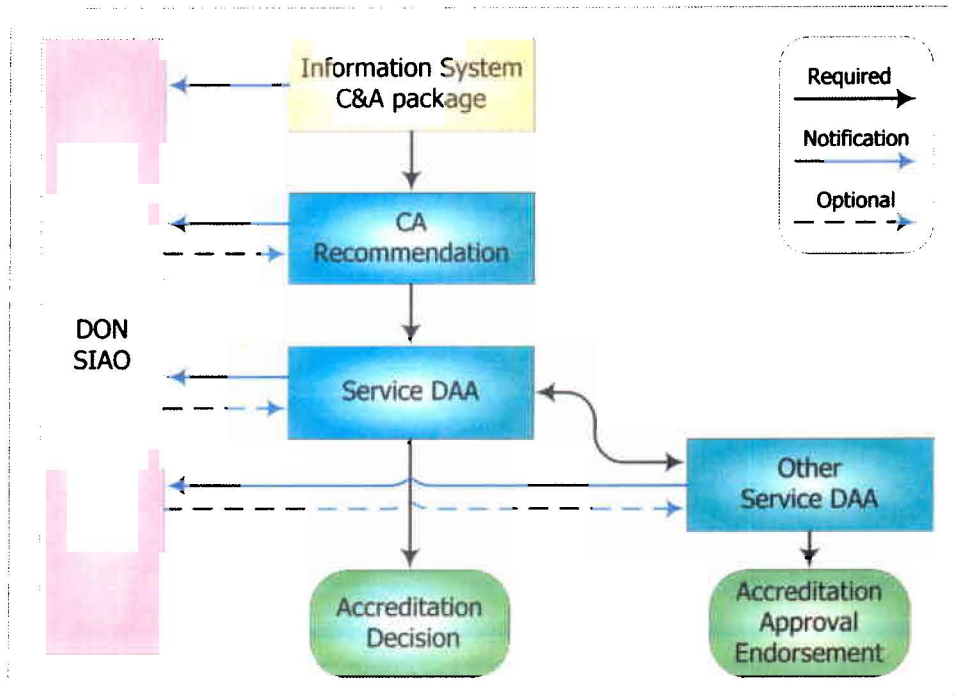 Information System
C&A package
Required
Notification
Optional
CA
Recommendation
DON
SIAO
Service DAA
Other
Service DAA
Accreditation
Decision
Accreditation
Approval
Endorsement